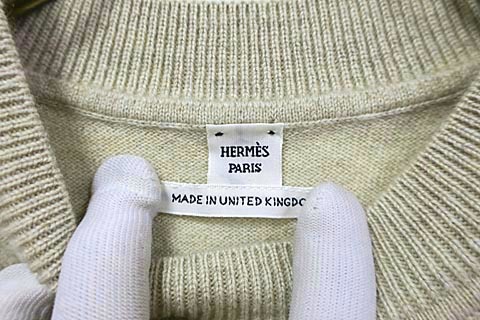 HERMÈS
PARIS
MADE IN UNITED KINGDO